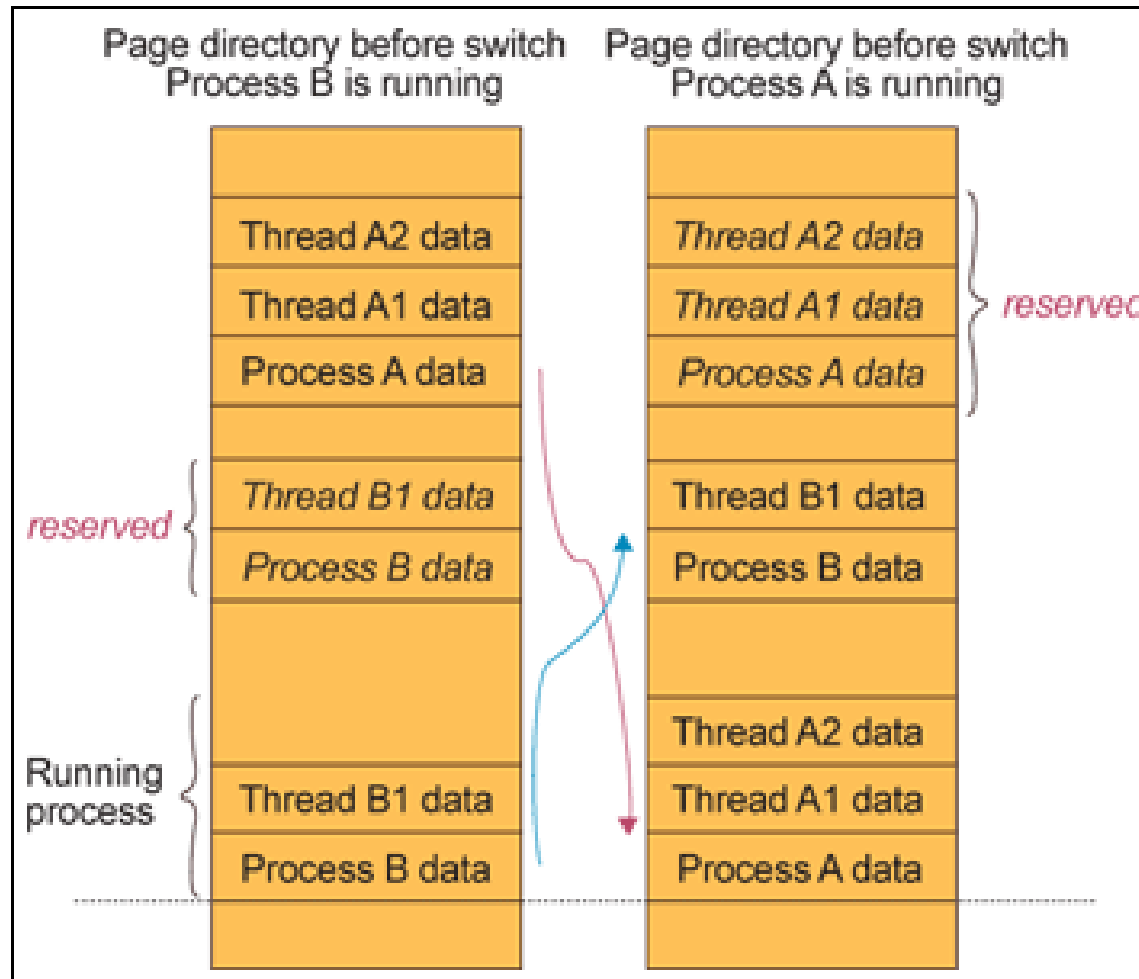 Page directory before switch
Process B is running
Thread A2 data
Thread A1 data
Process A data
Thread B1 data
Process B data
reserved
Running
process
Thread B1 data
Process B data
Page directory before switch
Process A is running
Thread A2 data
Thread A1 data
Process A data
reserved
Thread B1 data
Process B data
Thread A2 data
Thread A1 data
Process A data